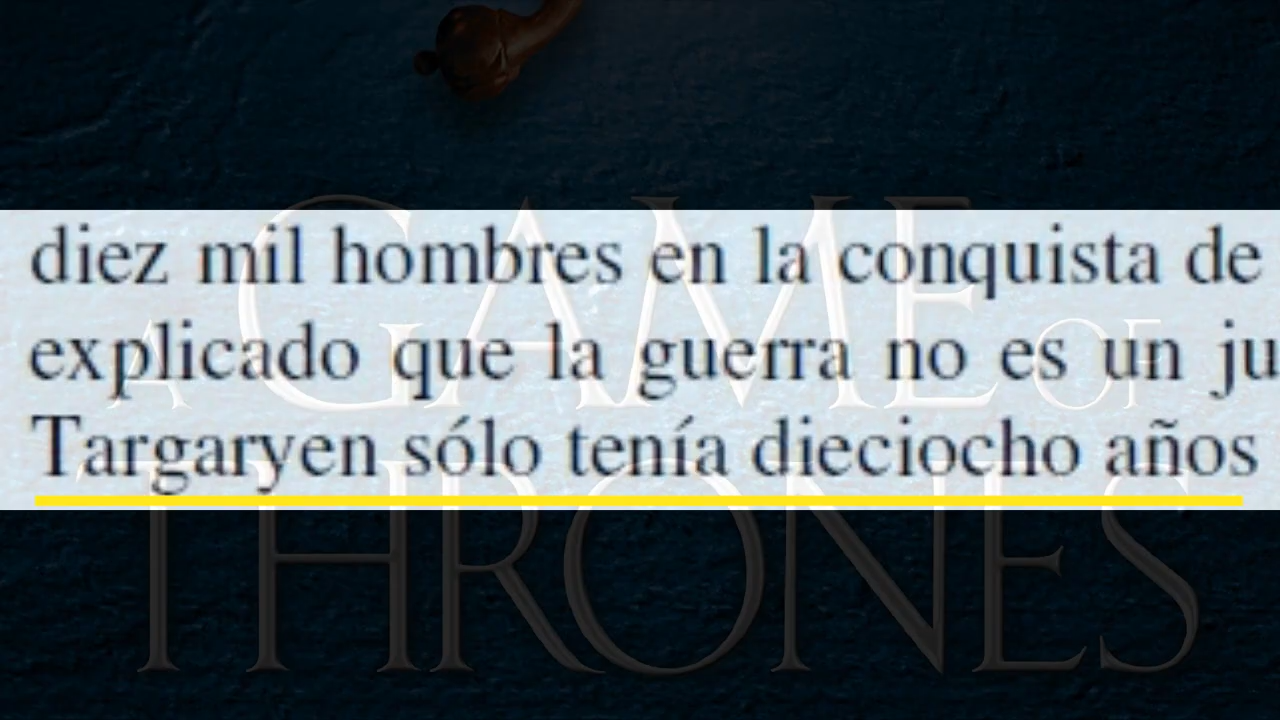 diez mil hombres en la conquista de
explicado que la guerra no es un
Targaryen sólo tenía dieciocho años
A GAME OF
THRONES